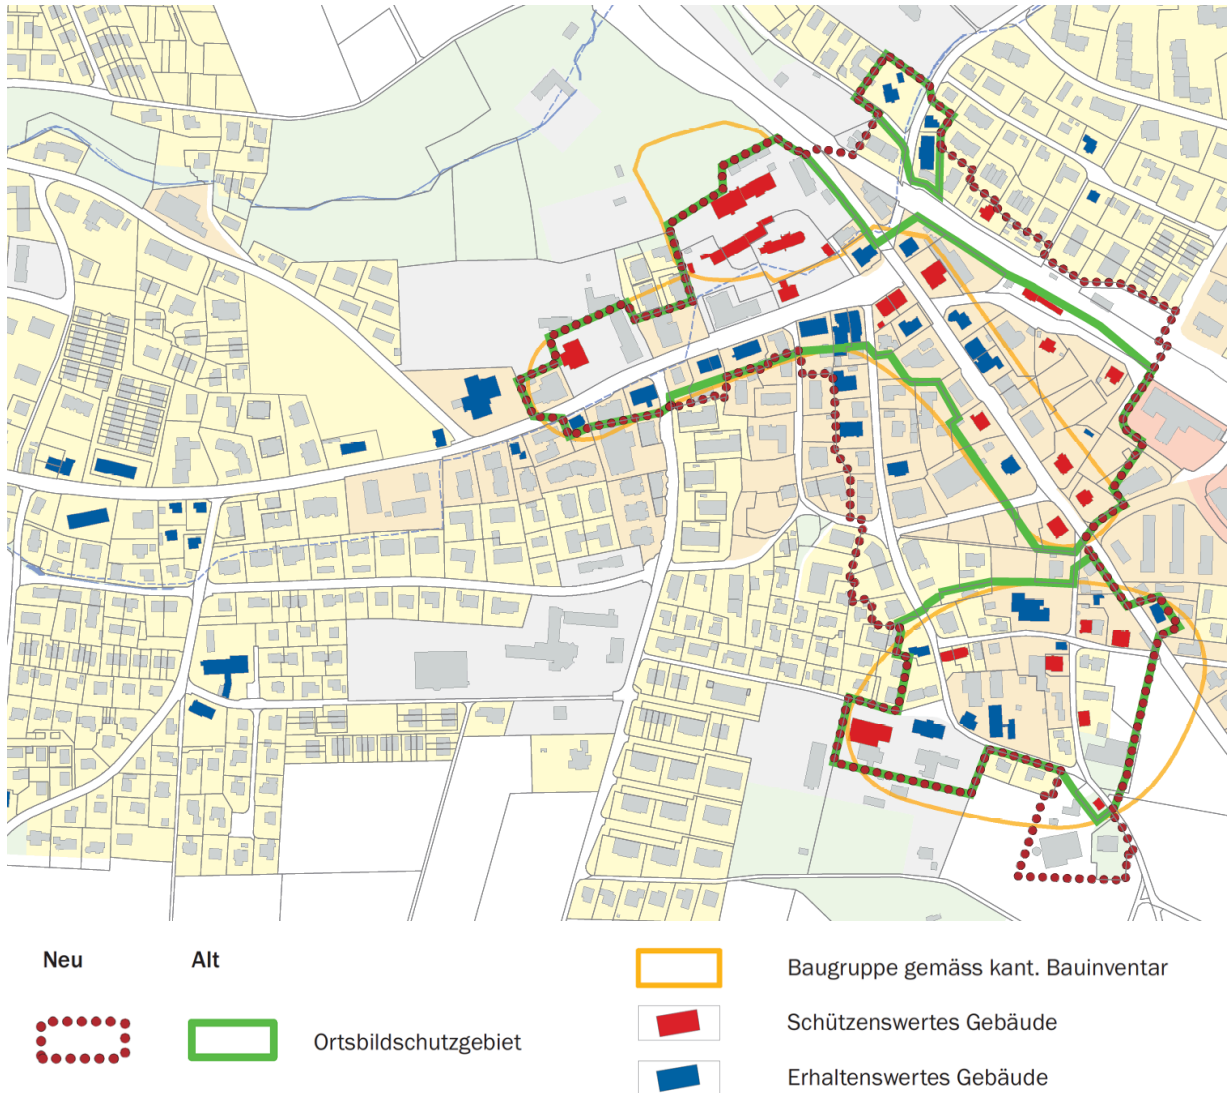 Neu Alt
Ortsbildschutzgebiet
Baugruppe gemäss kant. Bauinventar
Schützenswertes Gebäude
Erhaltenswertes Gebäude